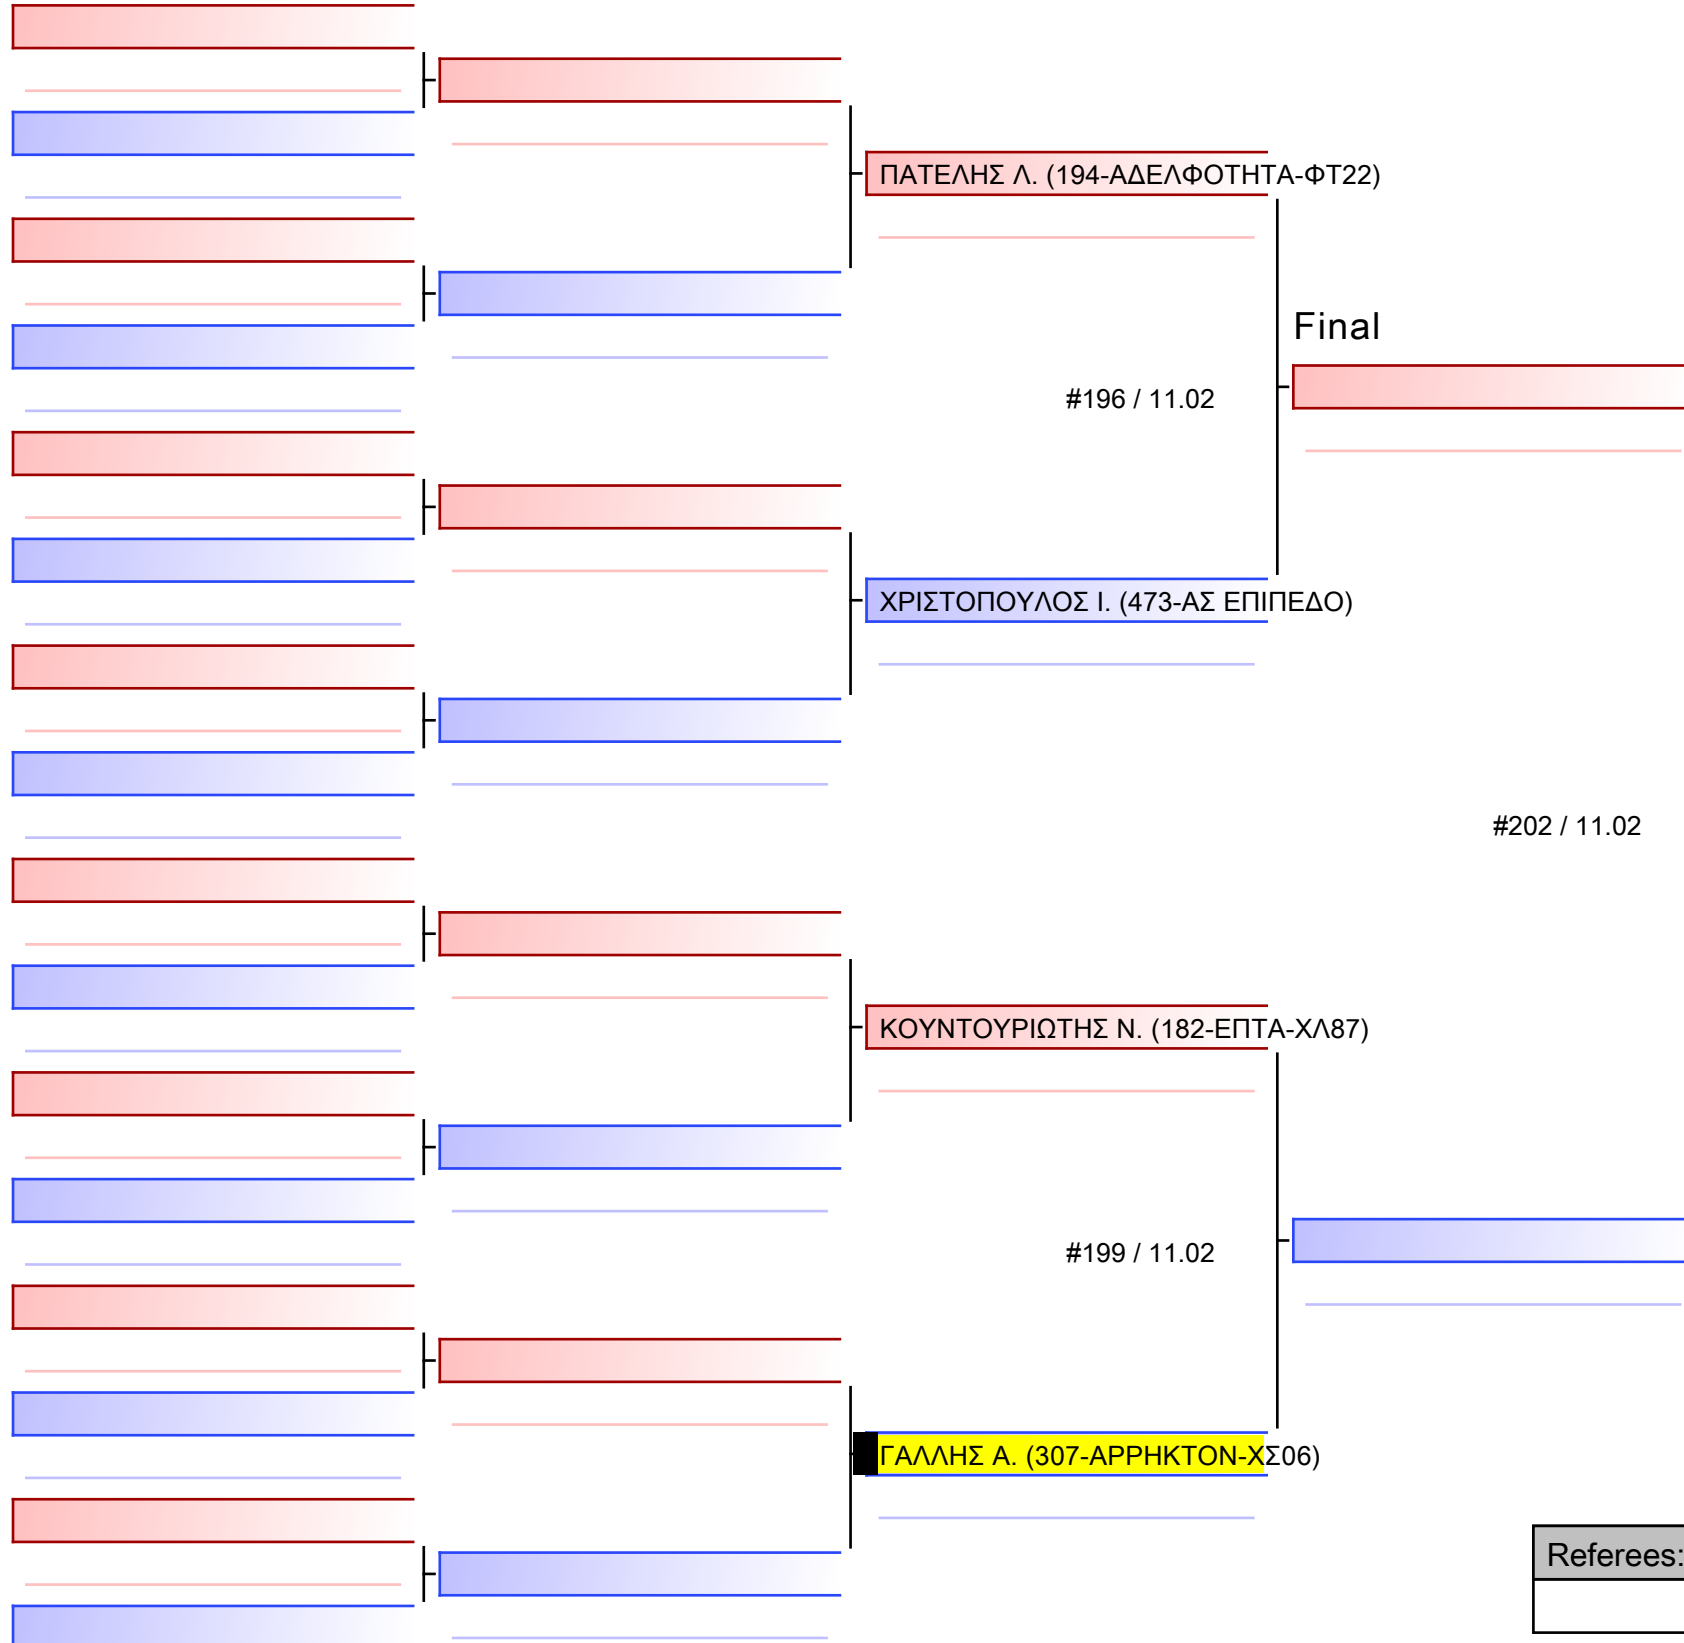 ΠΑΤΕΛΗΣ Λ. (194-ΑΔΕΛΦΟΤΗΤΑ-ΦΤ22)
Final
#196 / 11.02
ΧΡΙΣΤΟΠΟΥΛΟΣ Ι. (473-ΑΣ ΕΠΙΠΕΔΟ)
#202 / 11.02
ΚΟΥΝΤΟΥΡΙΩΤΗΣ Ν. (182-ΕΠΤΑ-ΧΛ87)
#199 / 11.02
ΓΑΛΛΗΣ Α. (307-ΑΡΡΗΚΤΟΝ-ΧΣ06)
Referees: